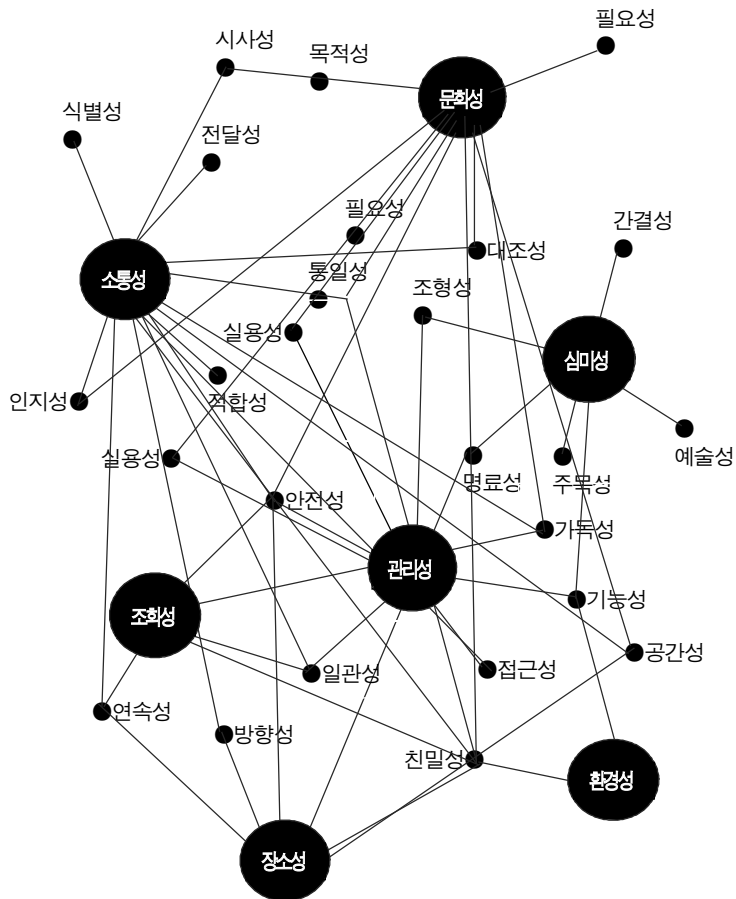 필요성
시사성
목적성
문화성
식별성
전달성
필요성
간결성
대조성
소통성
통일성
조형성
실용성
심미성
인지성
적합성
실용성
예술성
명료성
주목성
안전성
가독성
관리성
기능성
조화성
공간성
일관성
접근성
연속성
방향성
친밀성
환경성
장소성